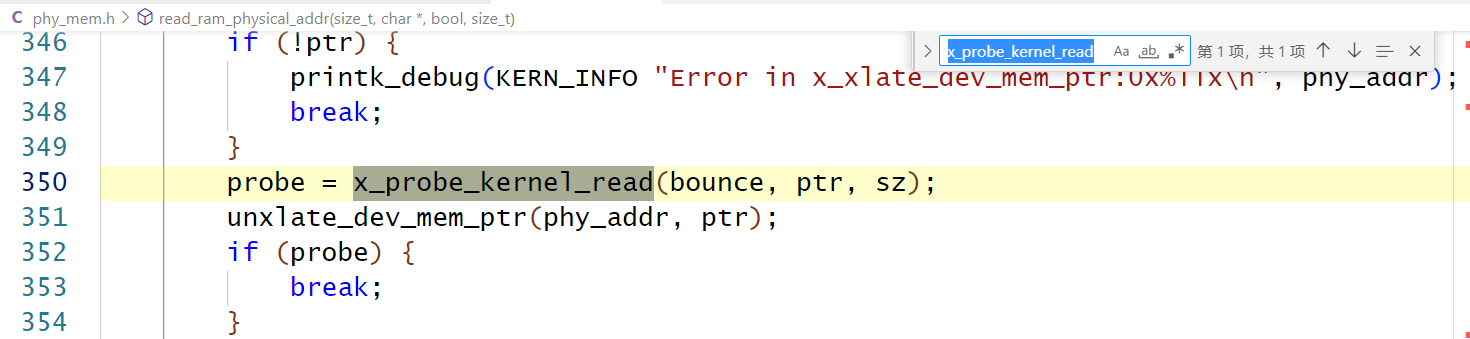 C phy_mem.h > read_ram_physical_addr(size_t, char *, bool, size_t)
x_probe_kernel_read Aa ab 第 1 项，共 1 项
346 if (!ptr) {
347 printk_debug(KERN_INFO "Error in x_xlate_dev_mem_ptr:0x%llx\n", phy_addr);
348 break;
349 }
350 probe = x_probe_kernel_read(bounce, ptr, sz);
351 unxlate_dev_mem_ptr(phy_addr, ptr);
352 if (probe) {
353 break;
354 }